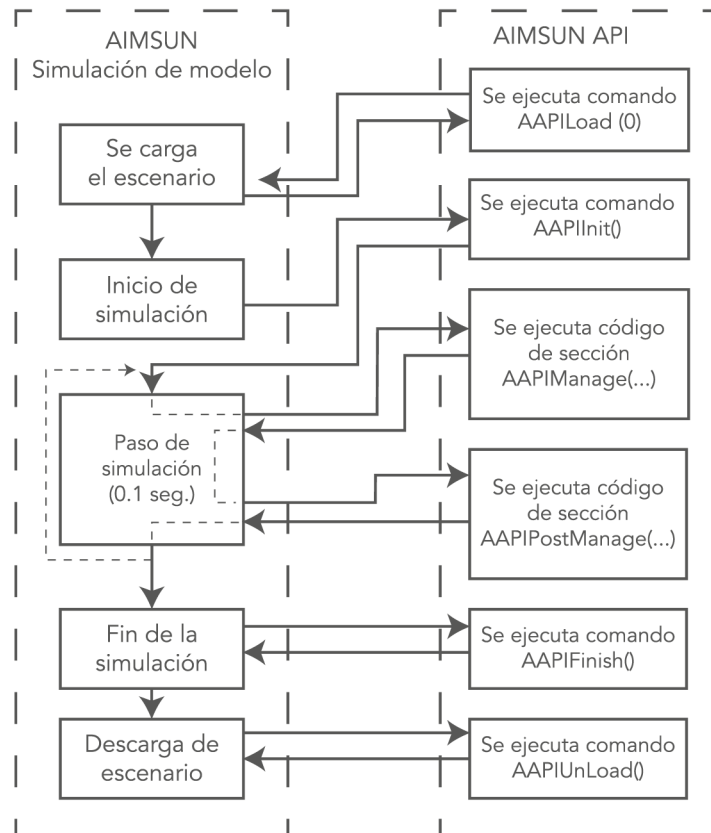 AIMSUN
Simulación de modelo
AIMSUN API
Se carga
el escenario
Se ejecuta comando
AAPILoad (0)
Inicio de
simulación
Se ejecuta comando
AAPIInit()
Paso de
simulación
(0.1 seg.)
Se ejecuta código
de sección
AAPIManage(...)
Se ejecuta código
de sección
AAPIPostManage(...)
Fin de la
simulación
Se ejecuta comando
AAPIFinish()
Descarga de
escenario
Se ejecuta comando
AAPIUnLoad()